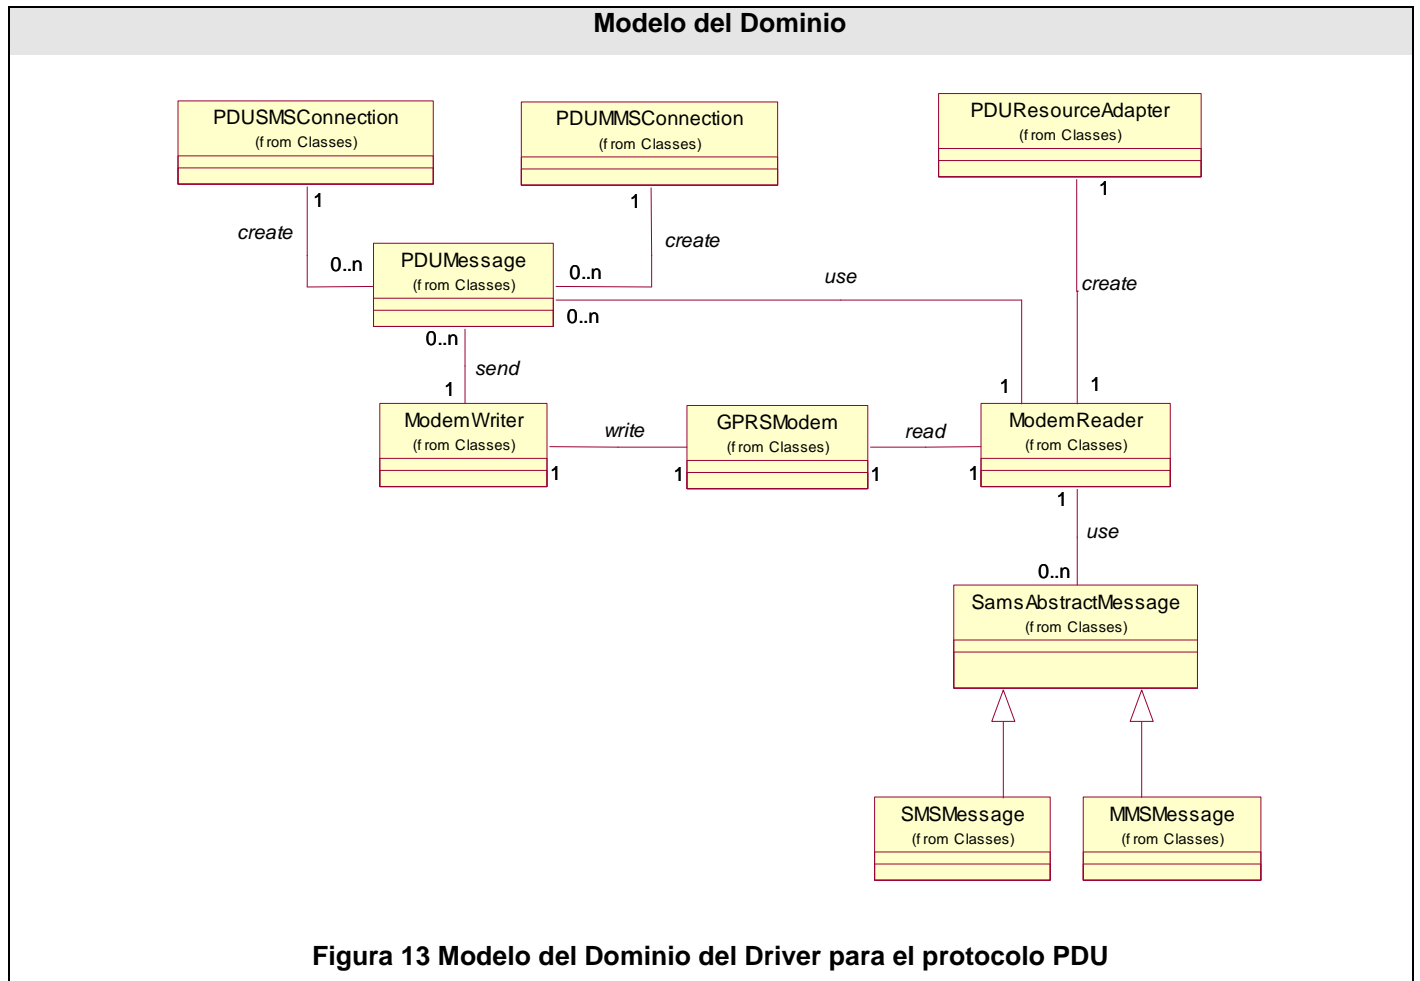 Modelo del Dominio
PDUSMSConnection
(from Classes)
PDUMMSConnection
(from Classes)
PDUResourceAdapter
(from Classes)
1
1
1
create
create
0..n
PDUMessage
(from Classes)
0..n
use
create
0..n
0..n
send
1
1
1
ModemWriter
(from Classes)
write
GPRSModem
(from Classes)
read
ModemReader
(from Classes)
1
1
1
1
1
use
0..n
SamsAbstractMessage
(from Classes)
SMSMessage
(from Classes)
MMSMessage
(from Classes)
Figura 13 Modelo del Dominio del Driver para el protocolo PDU